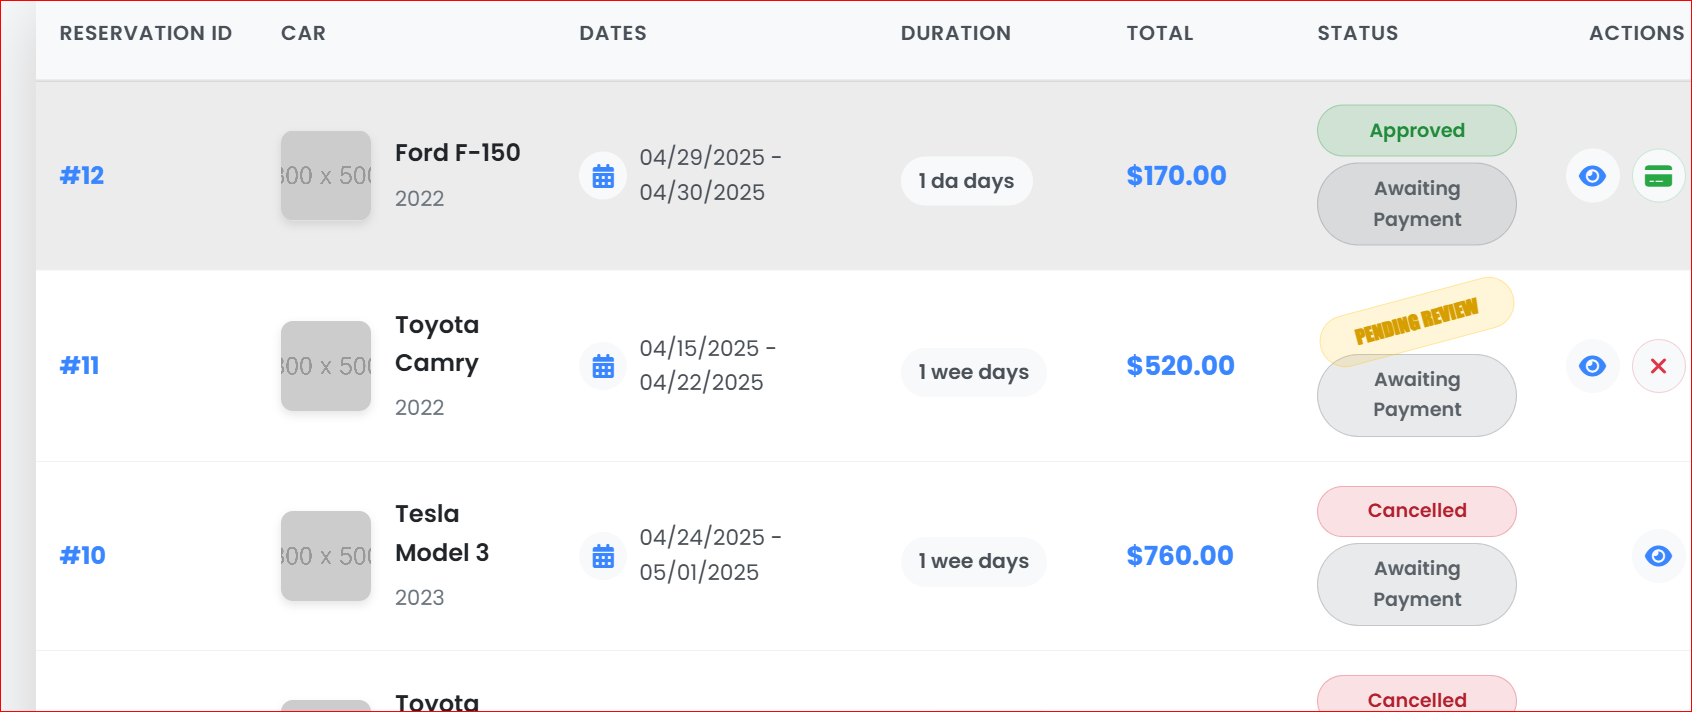 RESERVATION ID CAR DATES DURATION TOTAL STATUS ACTIONS
#12
300 x 500
Ford F-150
2022
04/29/2025 -
04/30/2025
1 da days
$170.00
Approved
Awaiting
Payment
#11
300 x 500
Toyota
Camry
2022
04/15/2025 -
04/22/2025
1 wee days
$520.00
PENDING REVIEW
Awaiting
Payment
#10
300 x 500
Tesla
Model 3
2023
04/24/2025 -
05/01/2025
1 wee days
$760.00
Cancelled
Awaiting
Payment
Toyota
Cancelled